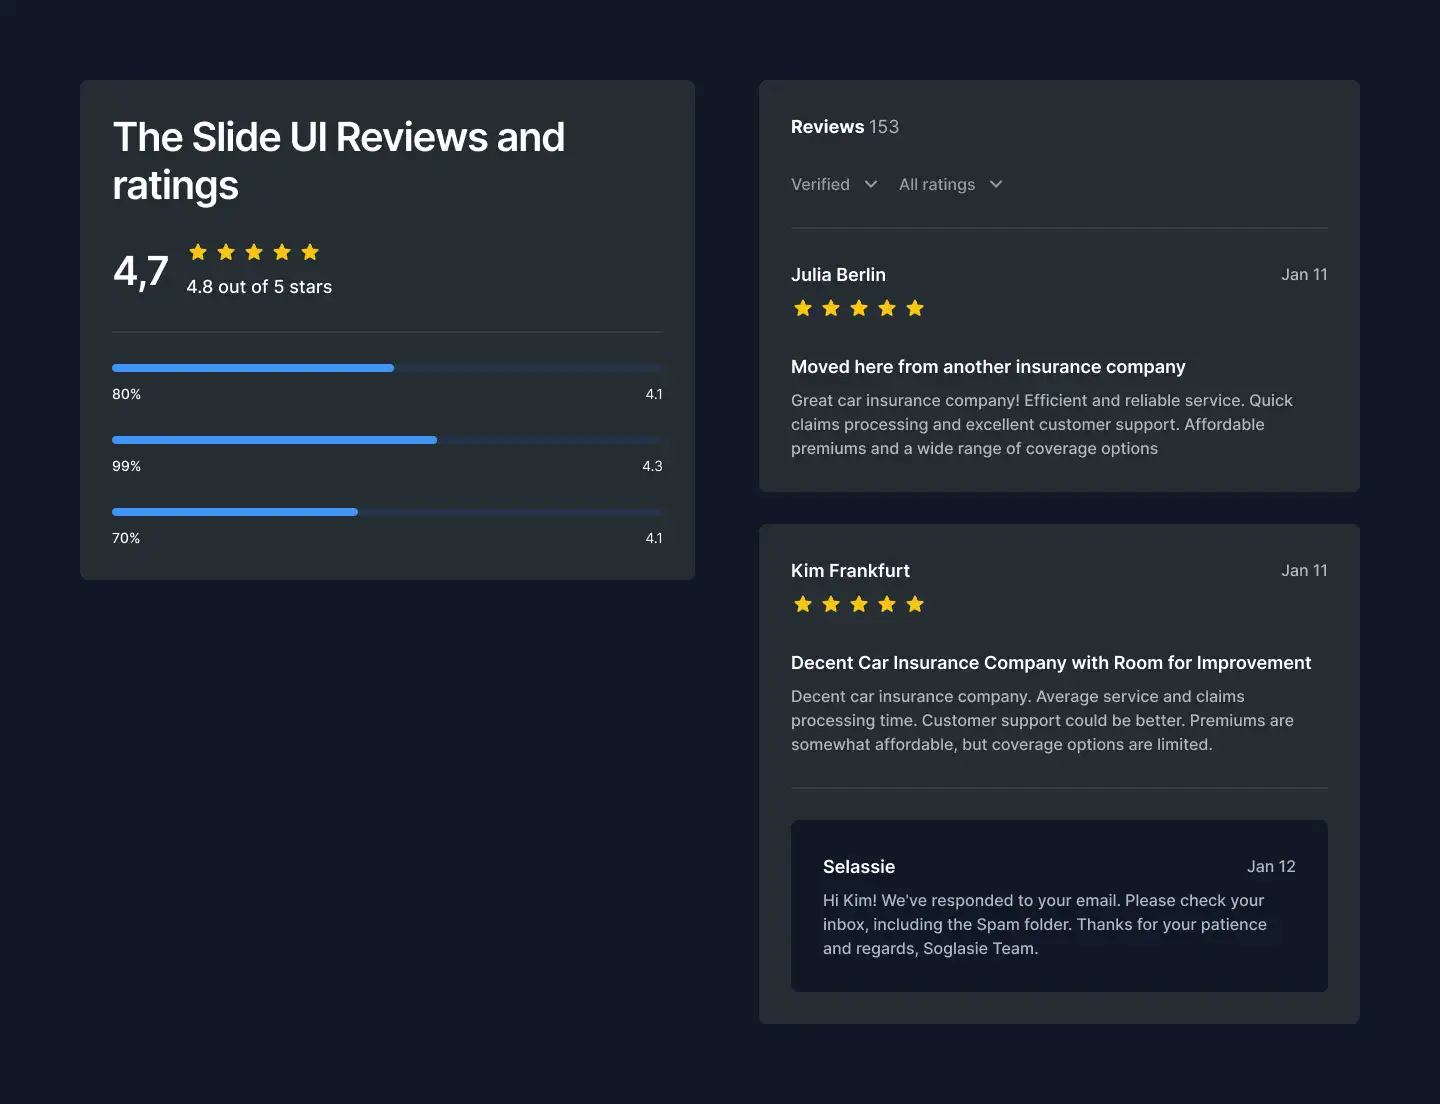 The Slide UI Reviews and
ratings
4,7
4.8 out of 5 stars
80%
4.1
99%
4.3
70%
4.1
Reviews 153
Verified
All ratings
Julia Berlin
Jan 11
Moved here from another insurance company
Great car insurance company! Efficient and reliable service. Quick
claims processing and excellent customer support. Affordable
premiums and a wide range of coverage options
Kim Frankfurt
Jan 11
Decent Car Insurance Company with Room for Improvement
Decent car insurance company. Average service and claims
processing time. Customer support could be better. Premiums are
somewhat affordable, but coverage options are limited.
Selassie
Jan 12
Hi Kim! We've responded to your email. Please check your
inbox, including the Spam folder. Thanks for your patience
and regards, Soglasie Team.